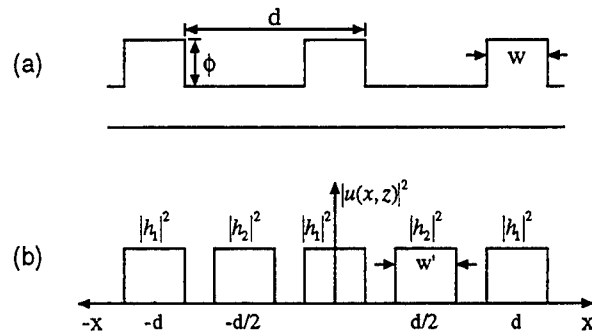 d
(a)
ϕ
w
|u(x,z)|²
|h₁|² |h₂|² |h₁|² |h₂|² |h₁|²
(b)
w'
-x -d -d/2 d/2 d x